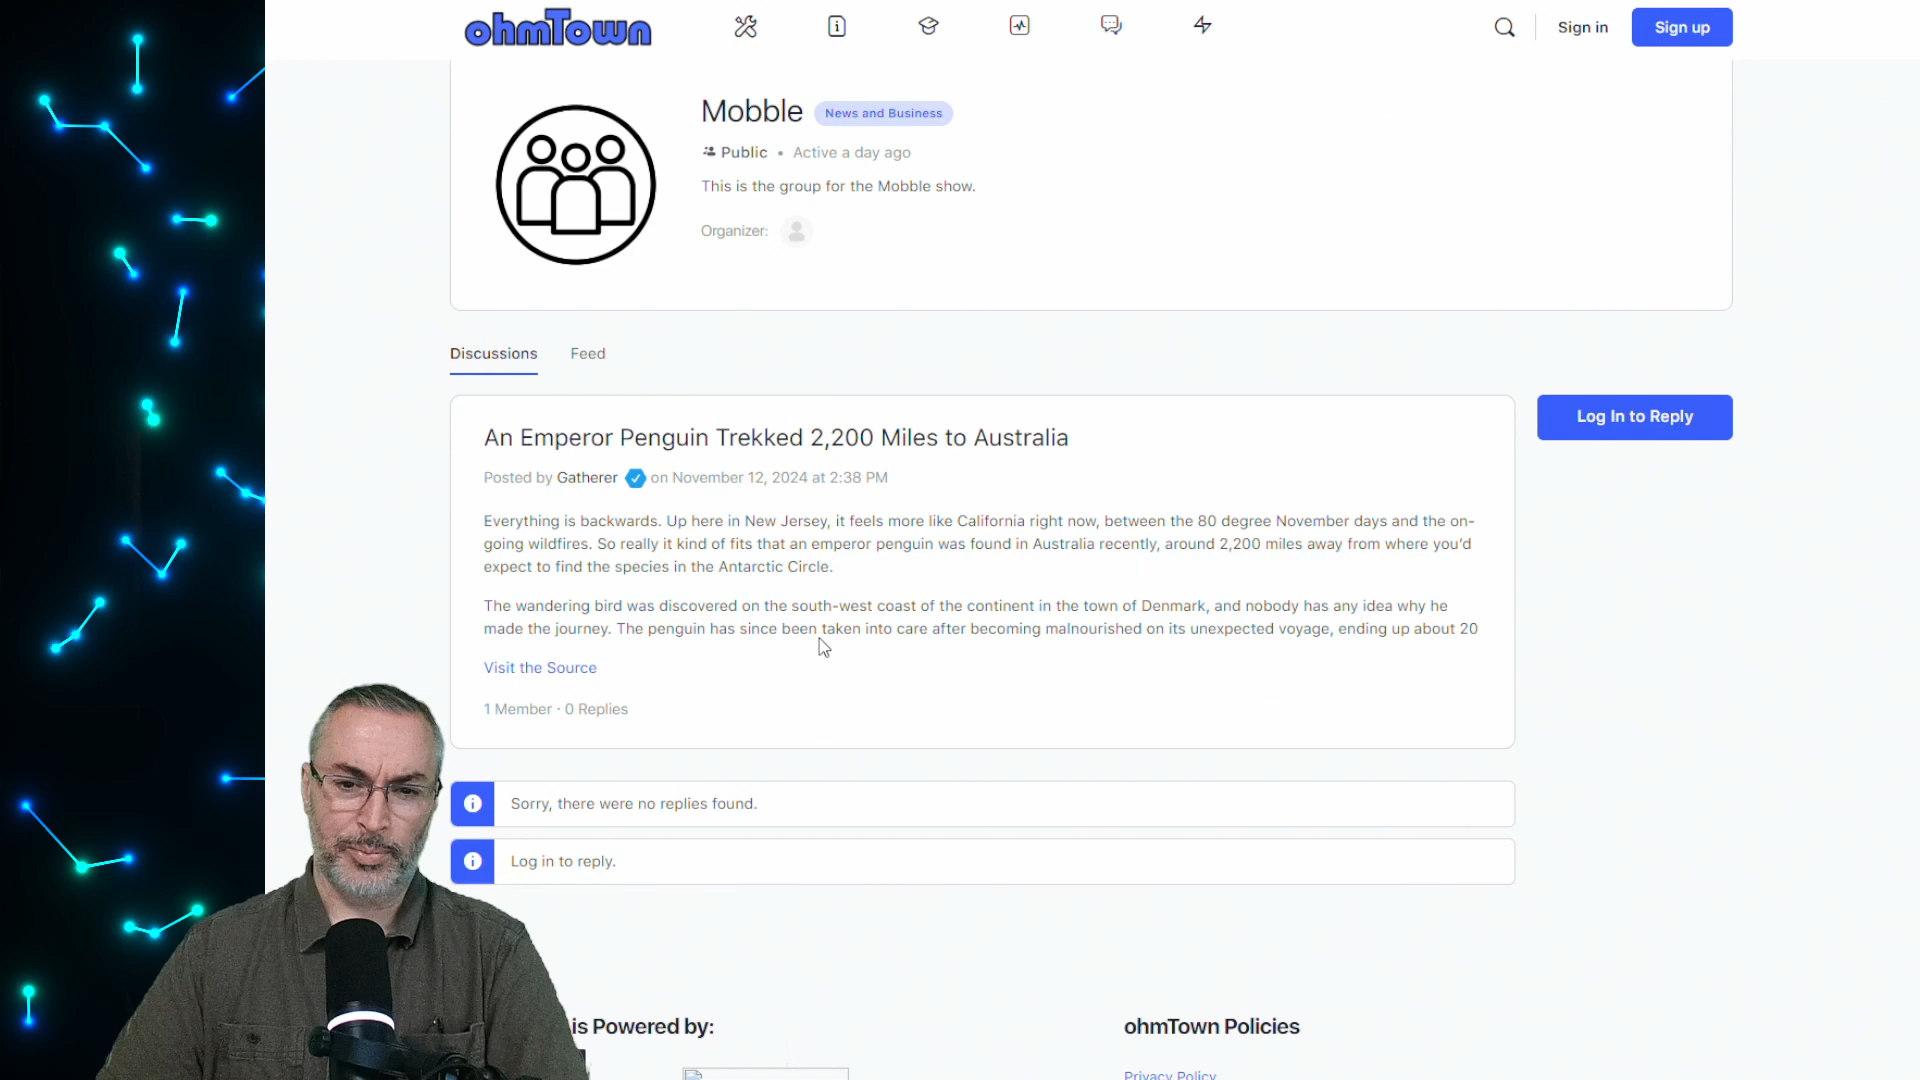 ohmTown
Sign in
Sign up
Mobble
News and Business
Public • Active a day ago
This is the group for the Mobble show.
Organizer:
Discussions
Feed
Log In to Reply
An Emperor Penguin Trekked 2,200 Miles to Australia
Posted by Gatherer on November 12, 2024 at 2:38 PM
Everything is backwards. Up here in New Jersey, it feels more like California right now, between the 80 degree November days and the on-
going wildfires. So really it kind of fits that an emperor penguin was found in Australia recently, around 2,200 miles away from where you’d
expect to find the species in the Antarctic Circle.
The wandering bird was discovered on the south-west coast of the continent in the town of Denmark, and nobody has any idea why he
made the journey. The penguin has since been taken into care after becoming malnourished on its unexpected voyage, ending up about 20
Visit the Source
1 Member · 0 Replies
Sorry, there were no replies found.
Log in to reply.
is Powered by:
ohmTown Policies
Privacy Policy